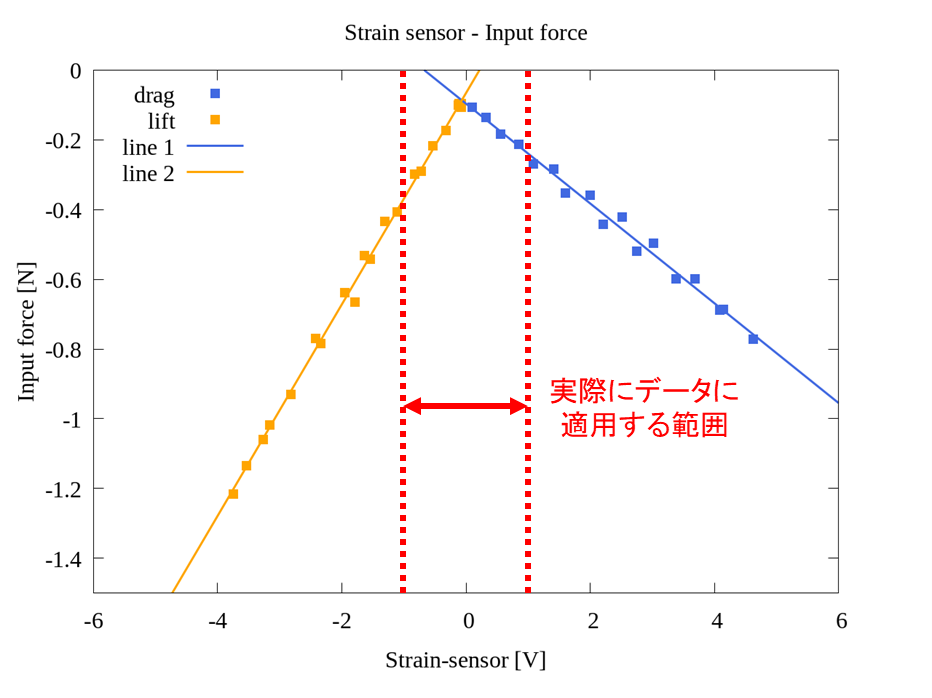 Strain sensor - Input force
drag
lift
line 1
line 2
0
-0.2
-0.4
-0.6
-0.8
-1
-1.2
-1.4
Input force [N]
実際にデータに
適用する範囲
-6
-4
-2
0
2
4
6
Strain-sensor [V]